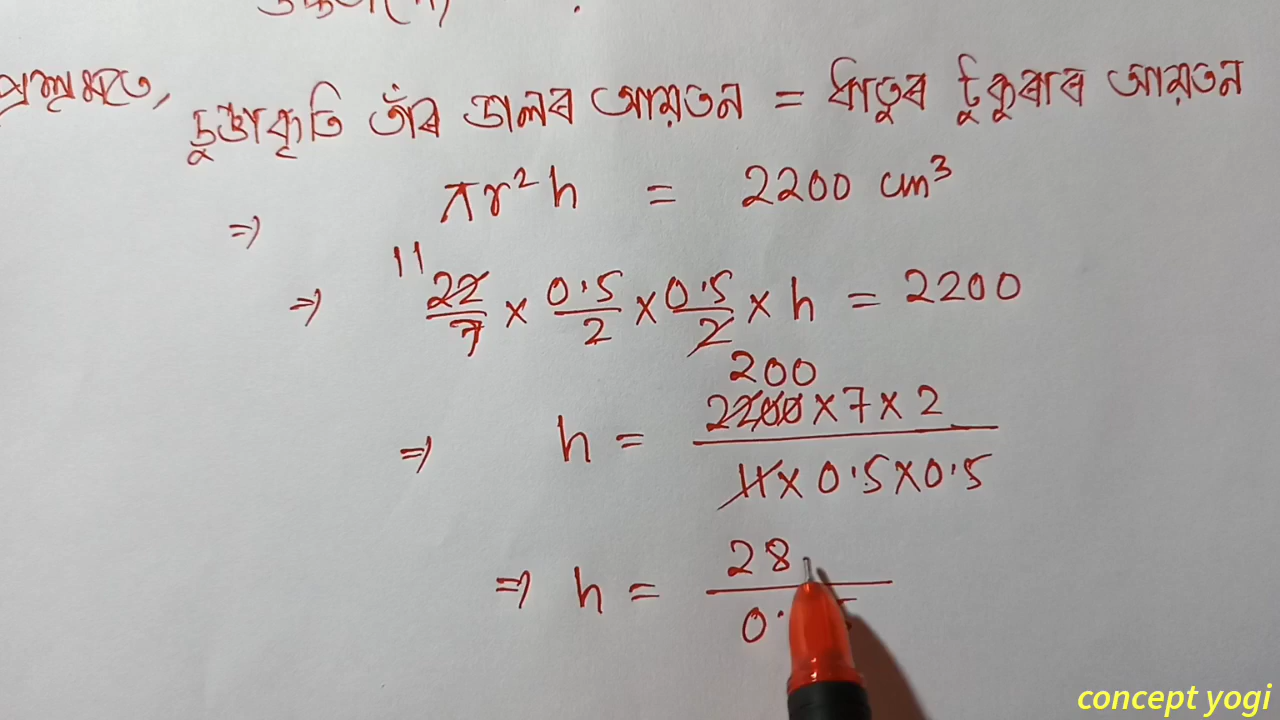 প্ৰশ্নমতে,
চুঙাকৃতি তাঁৰ ডালৰ আয়তন = ধাতুৰ টুকুৰাৰ আয়তন
⇒ πr²h = 2200 cm³
11
⇒ 22/7 × 0.5/2 × 0.5/2 × h = 2200
200
⇒ h = 2200 × 7 × 2 / 11 × 0.5 × 0.5
⇒ h = 28 / 0.
concept yogi